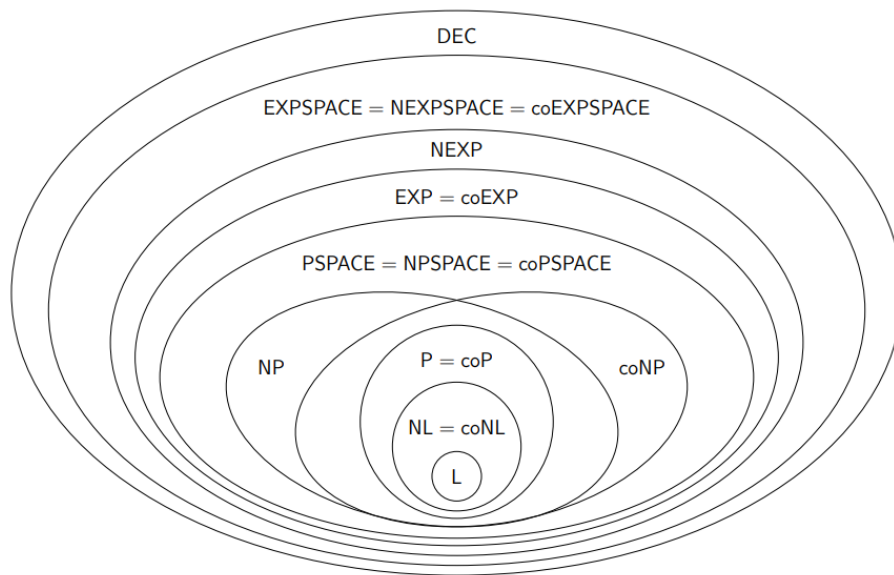 DEC
EXPSPACE = NEXPSPACE = coEXPSPACE
NEXP
EXP = coEXP
PSPACE = NPSPACE = coPSPACE
NP
P = coP
coNP
NL = coNL
L